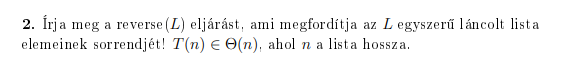 2. Írja meg a reverse(L) eljárást, ami megfordítja az L egyszerű láncolt lista
elemeinek sorrendjét! T(n) ∈ Θ(n), ahol n a lista hossza.